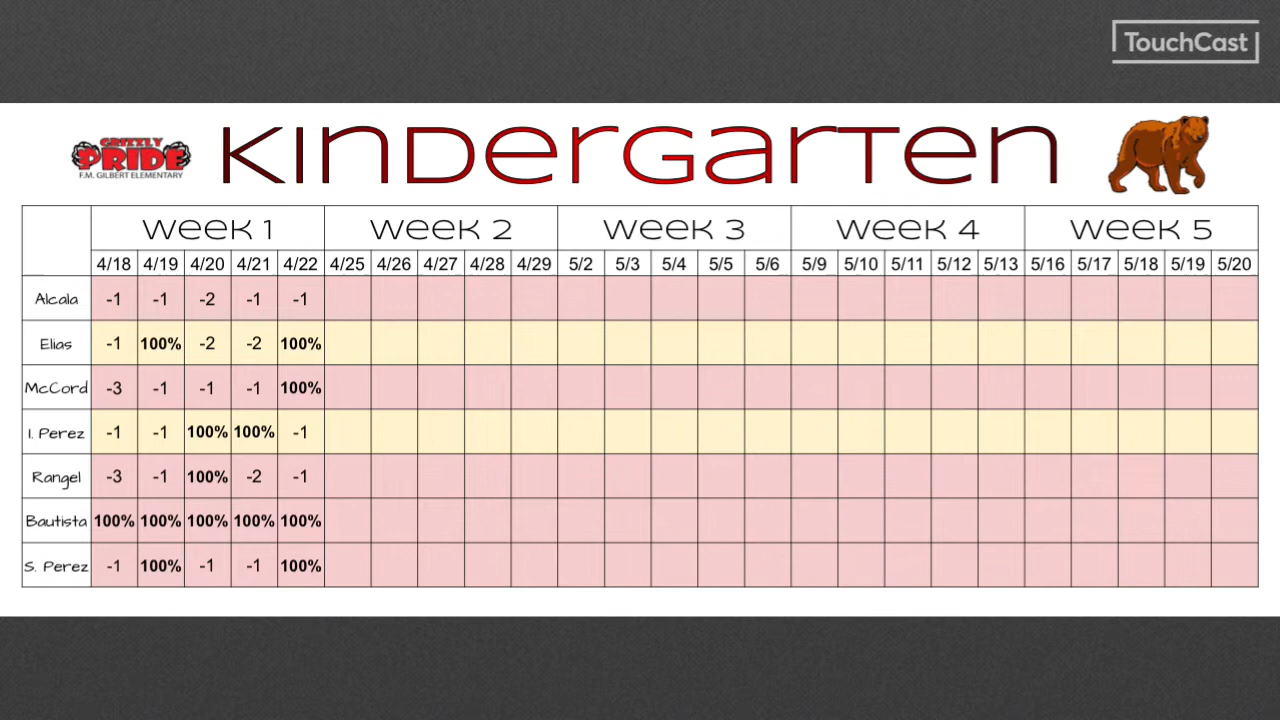 TouchCast
GRIZZLY
PRIDE
F.M. GILBERT ELEMENTARY
Kindergarten
Week 1 Week 2 Week 3 Week 4 Week 5
4/18 4/19 4/20 4/21 4/22 4/25 4/26 4/27 4/28 4/29 5/2 5/3 5/4 5/5 5/6 5/9 5/10 5/11 5/12 5/13 5/16 5/17 5/18 5/19 5/20
Alcala -1 -1 -2 -1 -1
Elias -1 100% -2 -2 100%
McCord -3 -1 -1 -1 100%
I. Perez -1 -1 100% 100% -1
Rangel -3 -1 100% -2 -1
Bautista 100% 100% 100% 100% 100%
S. Perez -1 100% -1 -1 100%